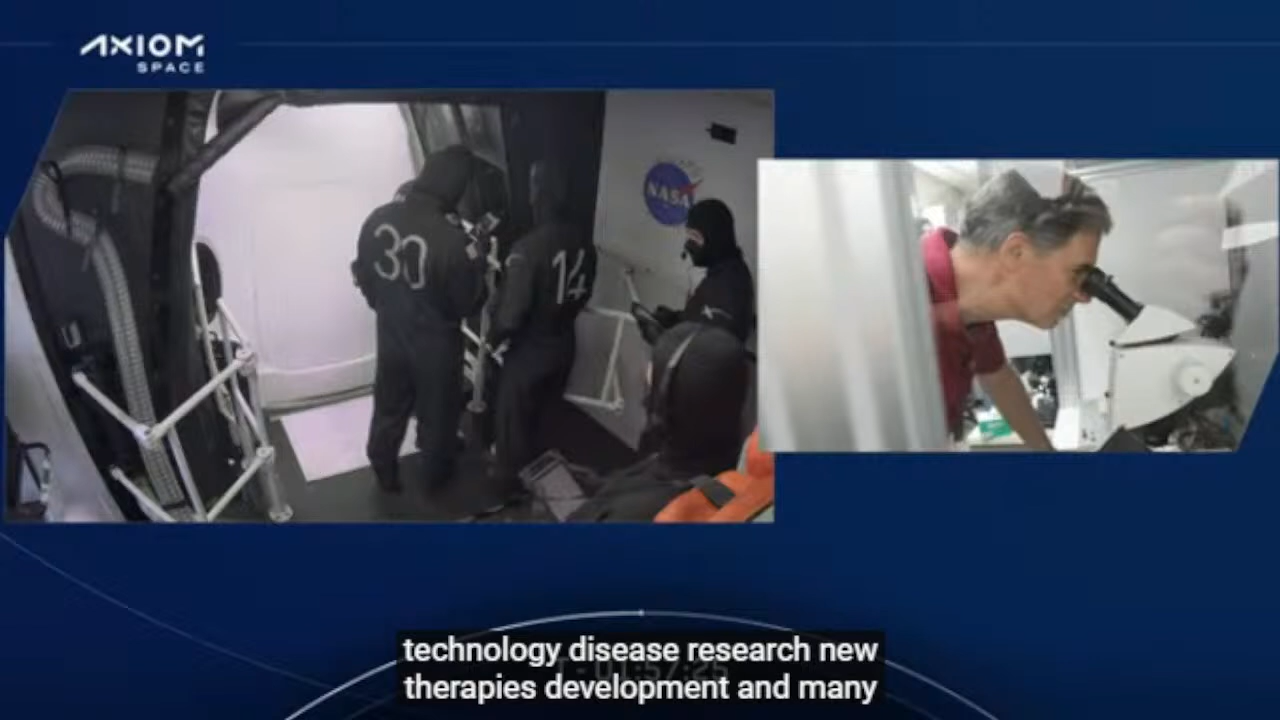 AXIOM
SPACE
30
14
NASA
technology disease research new
therapies development and many